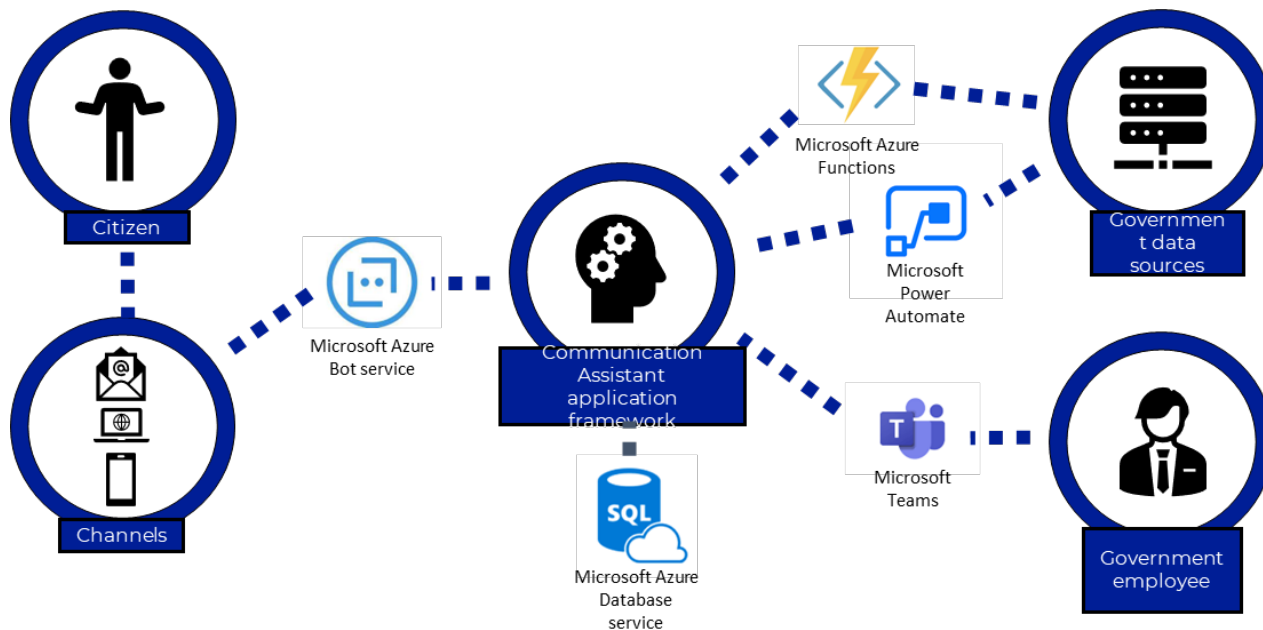 Citizen
@
Channels
Microsoft Azure
Bot service
Communication
Assistant
application
framework
SQL
Microsoft Azure
Database
service
Microsoft Azure
Functions
Microsoft
Power
Automate
T
Microsoft
Teams
Governmen
t data
sources
Government
employee